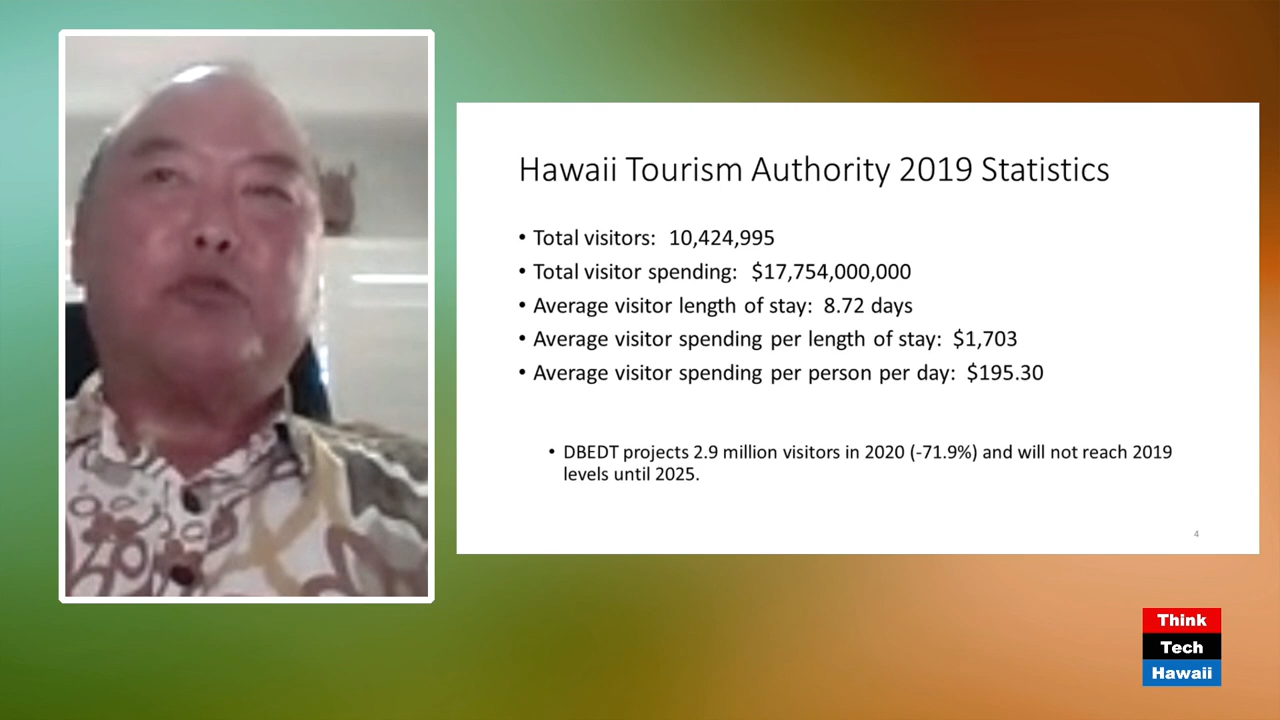 Hawaii Tourism Authority 2019 Statistics
• Total visitors: 10,424,995
• Total visitor spending: $17,754,000,000
• Average visitor length of stay: 8.72 days
• Average visitor spending per length of stay: $1,703
• Average visitor spending per person per day: $195.30
• DBEDT projects 2.9 million visitors in 2020 (-71.9%) and will not reach 2019
levels until 2025.
4
Think
Tech
Hawaii